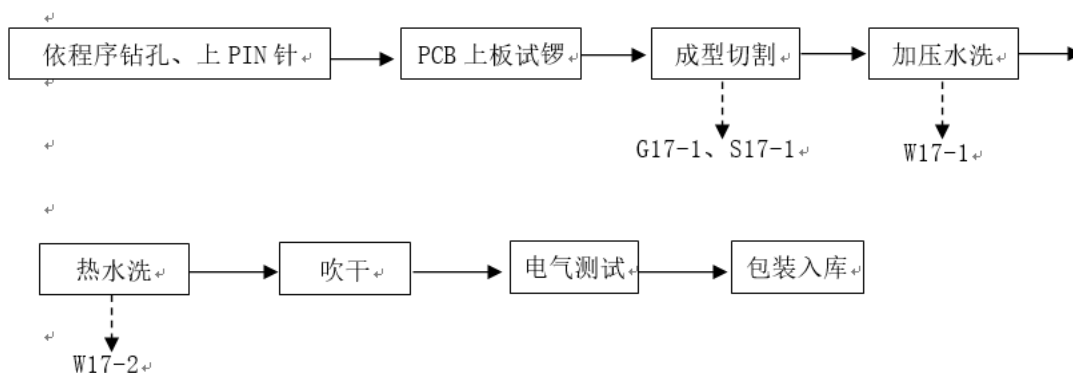 依程序钻孔、上PIN针
PCB上板试锣
成型切割
加压水洗
G17-1、S17-1
W17-1
热水洗
吹干
电气测试
包装入库
W17-2